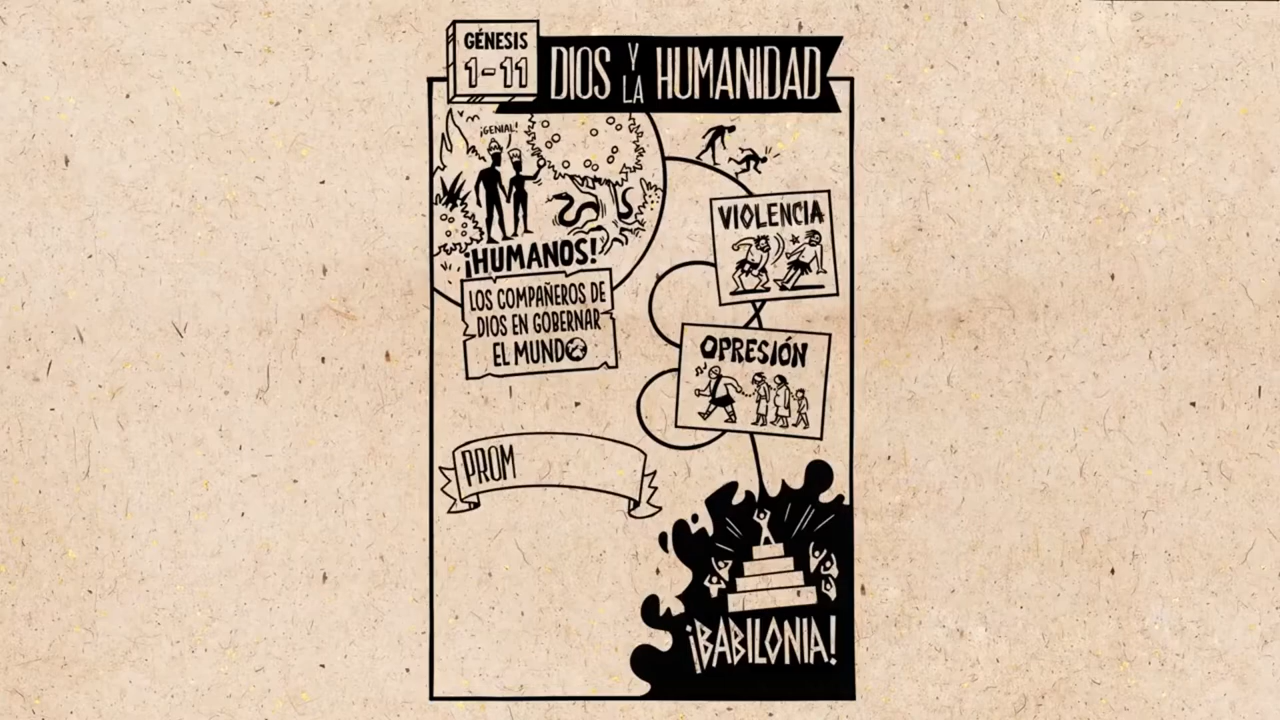 GÉNESIS
1-11
DIOS Y LA HUMANIDAD
¡GENIAL!
¡HUMANOS!
LOS COMPAÑEROS DE
DIOS EN GOBERNAR
EL MUNDO
VIOLENCIA
OPRESIÓN
PROM
¡BABILONIA!